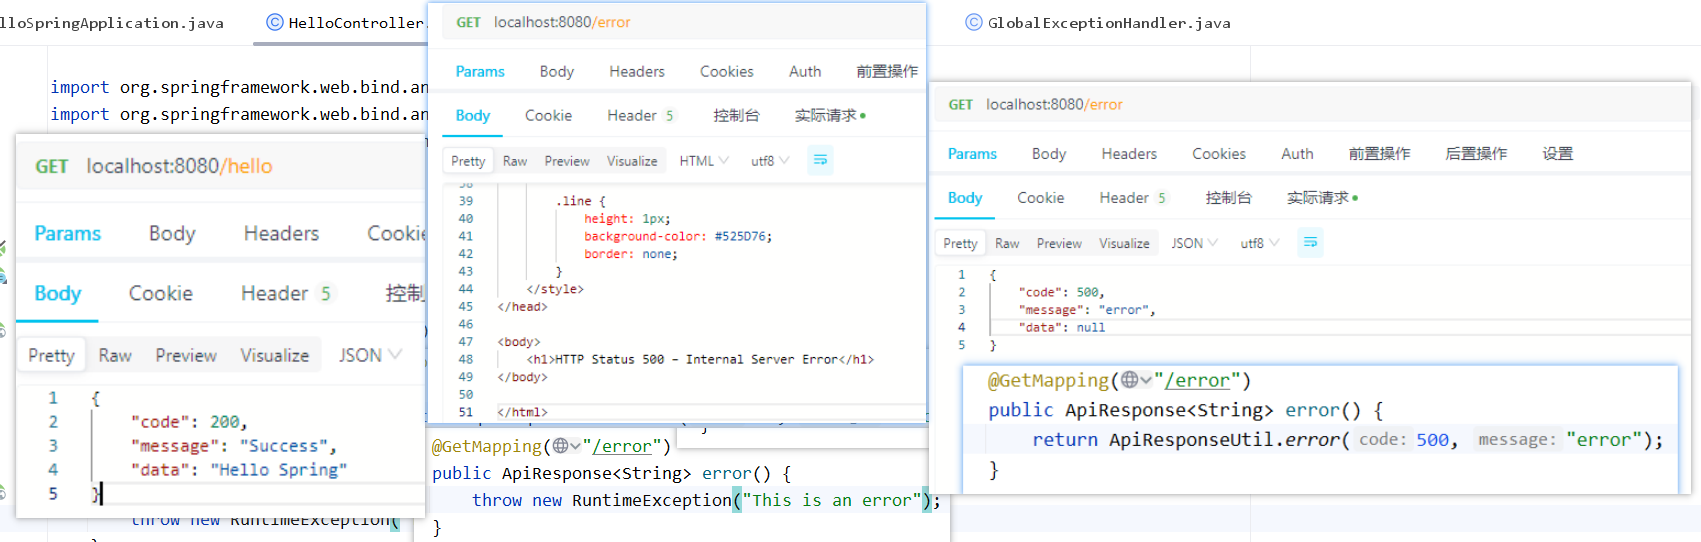 lloSpringApplication.java
HelloController.
GlobalExceptionHandler.java
import org.springframework.web.bind.an
import org.springframework.web.bind.an
GET localhost:8080/hello
Params Body Headers Cookie
Body Cookie Header 5 控制
Pretty Raw Preview Visualize JSON
1 {
2 "code": 200,
3 "message": "Success",
4 "data": "Hello Spring"
5 }
throw new RuntimeException(
GET localhost:8080/error
Params Body Headers Cookies Auth 前置操作
Body Cookie Header 5 控制台 实际请求
Pretty Raw Preview Visualize HTML utf8
38
39 .line {
40 height: 1px;
41 background-color: #525D76;
42 border: none;
43 }
44 </style>
45 </head>
46
47 <body>
48 <h1>HTTP Status 500 – Internal Server Error</h1>
49 </body>
50
51 </html>
@GetMapping("/error")
public ApiResponse<String> error() {
throw new RuntimeException("This is an error");
}
GET localhost:8080/error
Params Body Headers Cookies Auth 前置操作 后置操作 设置
Body Cookie Header 5 控制台 实际请求
Pretty Raw Preview Visualize JSON utf8
1 {
2 "code": 500,
3 "message": "error",
4 "data": null
5 }
@GetMapping("/error")
public ApiResponse<String> error() {
return ApiResponseUtil.error( code: 500, message: "error");
}